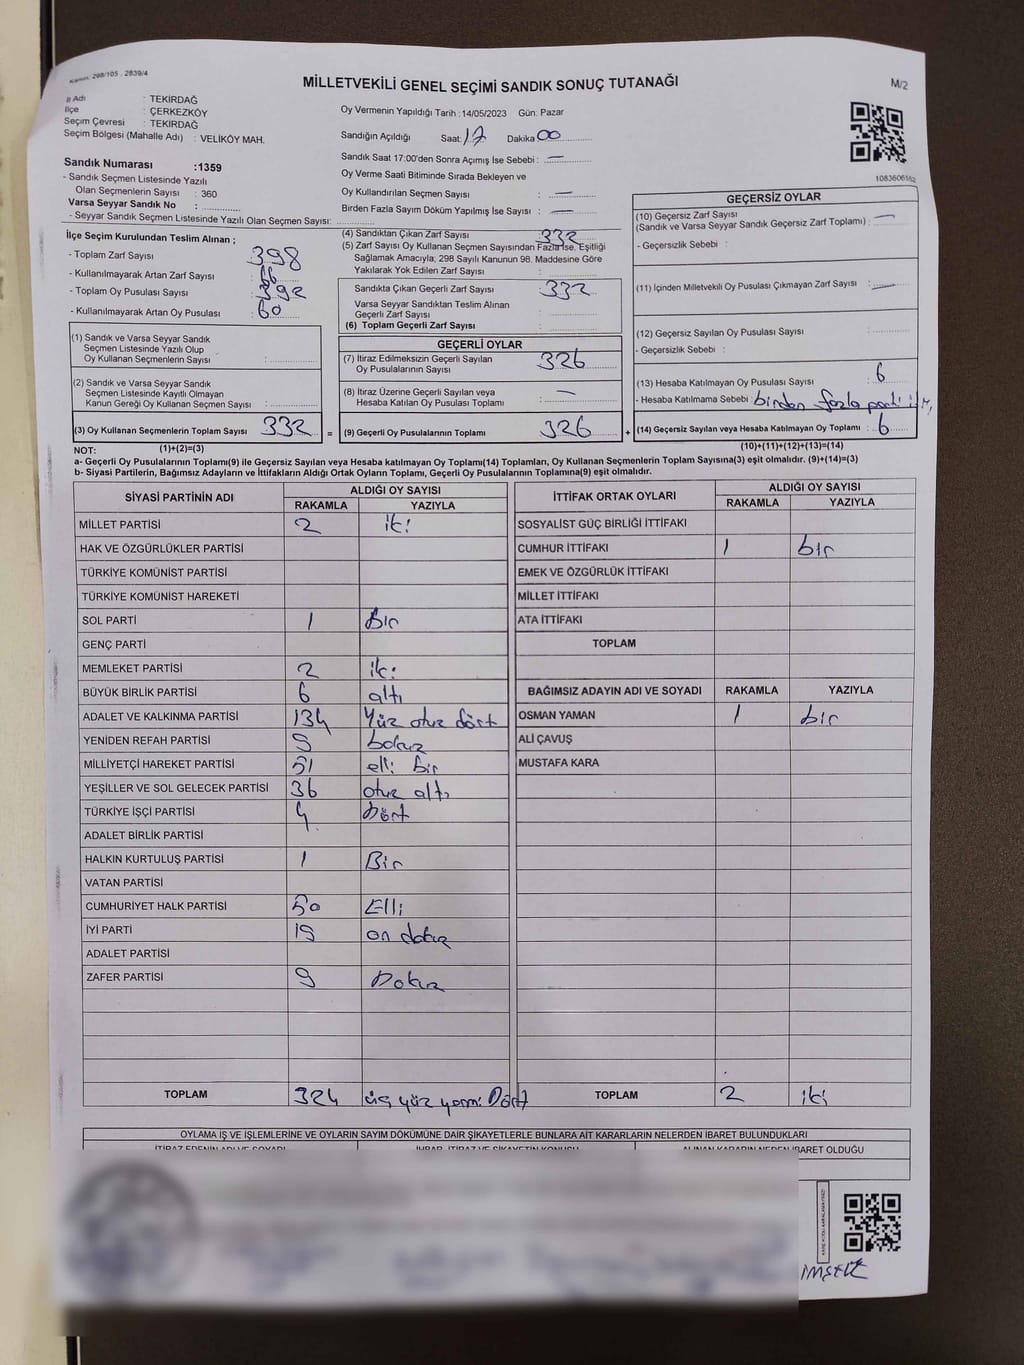 Kanun: 298/105 , 2839/4
MİLLETVEKİLİ GENEL SEÇİMİ SANDIK SONUÇ TUTANAĞI
M/2
İl Adı : TEKİRDAĞ
İlçe : ÇERKEZKÖY
Seçim Çevresi : TEKİRDAĞ
Seçim Bölgesi (Mahalle Adı) : VELİKÖY MAH.
Oy Vermenin Yapıldığı Tarih : 14/05/2023 Gün: Pazar
Sandığın Açıldığı Saat: 17 Dakika 00
Sandık Saat 17:00'den Sonra Açımış İse Sebebi : —
Oy Verme Saati Bitiminde Sırada Bekleyen ve
Oy Kullandırılan Seçmen Sayısı : —
Birden Fazla Sayım Döküm Yapılmış İse Sayısı : —
1083606162
Sandık Numarası :1359
- Sandık Seçmen Listesinde Yazılı
Olan Seçmenlerin Sayısı : 360
Varsa Seyyar Sandık No :
- Seyyar Sandık Seçmen Listesinde Yazılı Olan Seçmen Sayısı:
İlçe Seçim Kurulundan Teslim Alınan ;
- Toplam Zarf Sayısı : 398
- Kullanılmayarak Artan Zarf Sayısı : 66
- Toplam Oy Pusulası Sayısı : 392
- Kullanılmayarak Artan Oy Pusulası : 60
(4) Sandıktan Çıkan Zarf Sayısı : 332
(5) Zarf Sayısı Oy Kullanan Seçmen Sayısından Fazla İse, Eşitliği
Sağlamak Amacıyla; 298 Sayılı Kanunun 98. Maddesine Göre
Yakılarak Yok Edilen Zarf Sayısı :
Sandıkta Çıkan Geçerli Zarf Sayısı : 332
Varsa Seyyar Sandıktan Teslim Alınan
Geçerli Zarf Sayısı :
(6) Toplam Geçerli Zarf Sayısı :
GEÇERSİZ OYLAR
(10) Geçersiz Zarf Sayısı
(Sandık ve Varsa Seyyar Sandık Geçersiz Zarf Toplamı) : —
- Geçersizlik Sebebi :
(11) İçinden Milletvekili Oy Pusulası Çıkmayan Zarf Sayısı : —
(12) Geçersiz Sayılan Oy Pusulası Sayısı :
- Geçersizlik Sebebi :
(13) Hesaba Katılmayan Oy Pusulası Sayısı : 6
- Hesaba Katılmama Sebebi : birden fazla parti
(14) Geçersiz Sayılan veya Hesaba Katılmayan Oy Toplamı : 6
(1) Sandık ve Varsa Seyyar Sandık
Seçmen Listesinde Yazılı Olup
Oy Kullanan Seçmenlerin Sayısı :
(2) Sandık ve Varsa Seyyar Sandık
Seçmen Listesinde Kayıtlı Olmayan
Kanun Gereği Oy Kullanan Seçmen Sayısı :
(3) Oy Kullanan Seçmenlerin Toplam Sayısı : 332 =
GEÇERLİ OYLAR
(7) İtiraz Edilmeksizin Geçerli Sayılan
Oy Pusulalarının Sayısı : 326
(8) İtiraz Üzerine Geçerli Sayılan veya
Hesaba Katılan Oy Pusulası Toplamı : —
(9) Geçerli Oy Pusulalarının Toplamı : 326 +
NOT: (1)+(2)=(3)
(10)+(11)+(12)+(13)=(14)
a- Geçerli Oy Pusulalarının Toplamı(9) ile Geçersiz Sayılan veya Hesaba katılmayan Oy Toplamı(14) Toplamları, Oy Kullanan Seçmenlerin Toplam Sayısına(3) eşit olmalıdır. (9)+(14)=(3)
b- Siyasi Partilerin, Bağımsız Adayların ve İttifakların Aldığı Ortak Oyların Toplamı, Geçerli Oy Pusulalarının Toplamına(9) eşit olmalıdır.
SİYASİ PARTİNİN ADI ALDIĞI OY SAYISI
RAKAMLA YAZIYLA
MİLLET PARTİSİ 2 iki
HAK VE ÖZGÜRLÜKLER PARTİSİ
TÜRKİYE KOMÜNİST PARTİSİ
TÜRKİYE KOMÜNİST HAREKETİ
SOL PARTİ 1 Bir
GENÇ PARTİ
MEMLEKET PARTİSİ 2 iki
BÜYÜK BİRLİK PARTİSİ 6 altı
ADALET VE KALKINMA PARTİSİ 134 Yüz otuz dört
YENİDEN REFAH PARTİSİ 9 dokuz
MİLLİYETÇİ HAREKET PARTİSİ 51 elli bir
YEŞİLLER VE SOL GELECEK PARTİSİ 36 otuz altı
TÜRKİYE İŞÇİ PARTİSİ 4 Dört
ADALET BİRLİK PARTİSİ
HALKIN KURTULUŞ PARTİSİ 1 Bir
VATAN PARTİSİ
CUMHURİYET HALK PARTİSİ 50 Elli
İYİ PARTİ 19 on dokuz
ADALET PARTİSİ
ZAFER PARTİSİ 9 Dokuz
TOPLAM 324 üç yüz yirmi Dört
İTTİFAK ORTAK OYLARI ALDIĞI OY SAYISI
RAKAMLA YAZIYLA
SOSYALİST GÜÇ BİRLİĞİ İTTİFAKI
CUMHUR İTTİFAKI 1 bir
EMEK VE ÖZGÜRLÜK İTTİFAKI
MİLLET İTTİFAKI
ATA İTTİFAKI
TOPLAM
BAĞIMSIZ ADAYIN ADI VE SOYADI RAKAMLA YAZIYLA
OSMAN YAMAN 1 bir
ALİ ÇAVUŞ
MUSTAFA KARA
TOPLAM 2 iki
OYLAMA İŞ VE İŞLEMLERİNE VE OYLARIN SAYIM DÖKÜMÜNE DAİR ŞİKAYETLERLE BUNLARA AİT KARARLARIN NELERDEN İBARET BULUNDUKLARI
İTİRAZ EDENİN ADI VE SOYADI İHBAR, İTİRAZ VE ŞİKAYETİN KONUSU ALINAN KARARIN NEDEN İBARET OLDUĞU